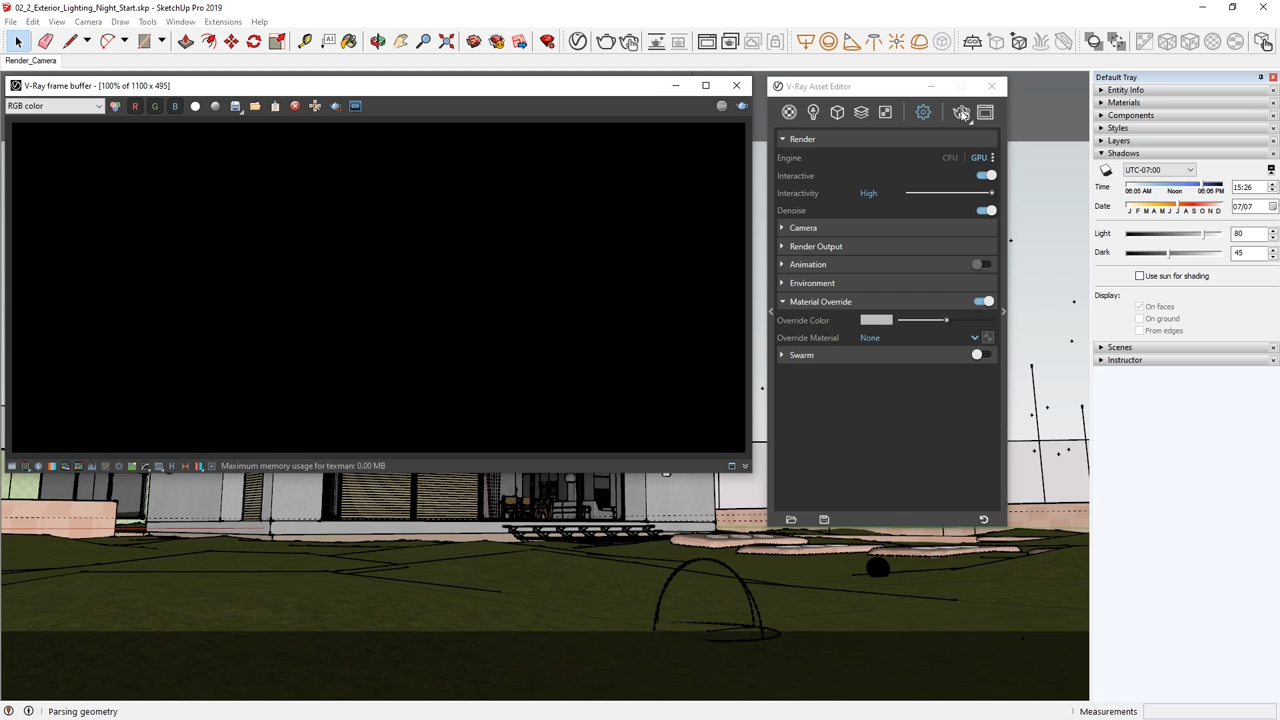 02_2_Exterior_Lighting_Night_Start.skp - SketchUp Pro 2019
File Edit View Camera Draw Tools Window Extensions Help
Render_Camera
V-Ray frame buffer - [100% of 1100 x 495]
RGB color R G B
Maximum memory usage for texman: 0.00 MB
V-Ray Asset Editor
Render
Engine CPU GPU
Interactive
Interactivity High
Denoise
Camera
Render Output
Animation
Environment
Material Override
Override Color
Override Material None
Swarm
Default Tray
Entity Info
Materials
Components
Styles
Layers
Shadows
UTC-07:00
Time 15:26
06:05 AM Noon 06:06 PM
Date 07/07
J F M A M J J A S O N D
Light 80
Dark 45
Use sun for shading
Display:
On faces
On ground
From edges
Scenes
Instructor
Parsing geometry
Measurements